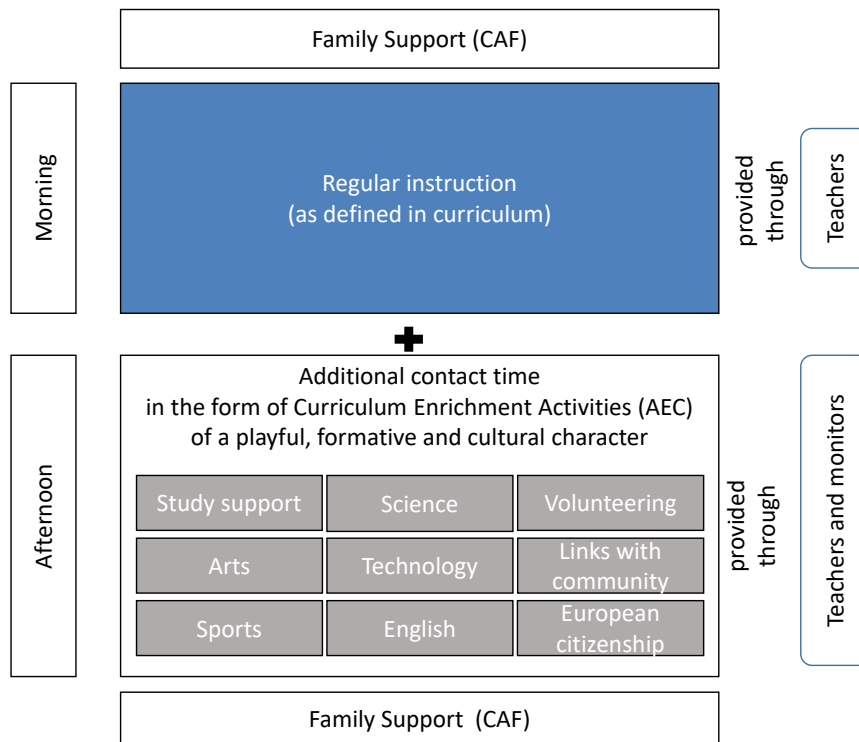 Family Support (CAF)
Morning
Regular instruction
(as defined in curriculum)
provided
through
Teachers
Additional contact time
in the form of Curriculum Enrichment Activities (AEC)
of a playful, formative and cultural character
Afternoon
Study support
Science
Volunteering
Arts
Technology
Links with
community
Sports
English
European
citizenship
provided
through
Teachers and monitors
Family Support (CAF)